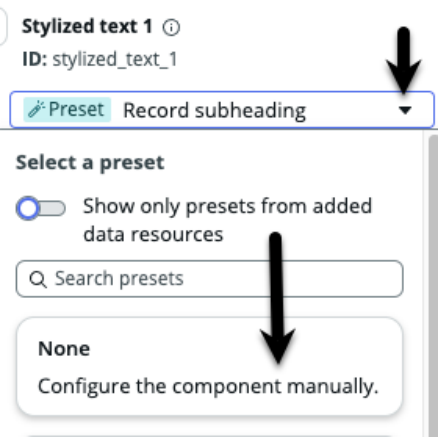 Stylized text 1
ID: stylized_text_1
Preset Record subheading
Select a preset
Show only presets from added
data resources
Search presets
None
Configure the component manually.